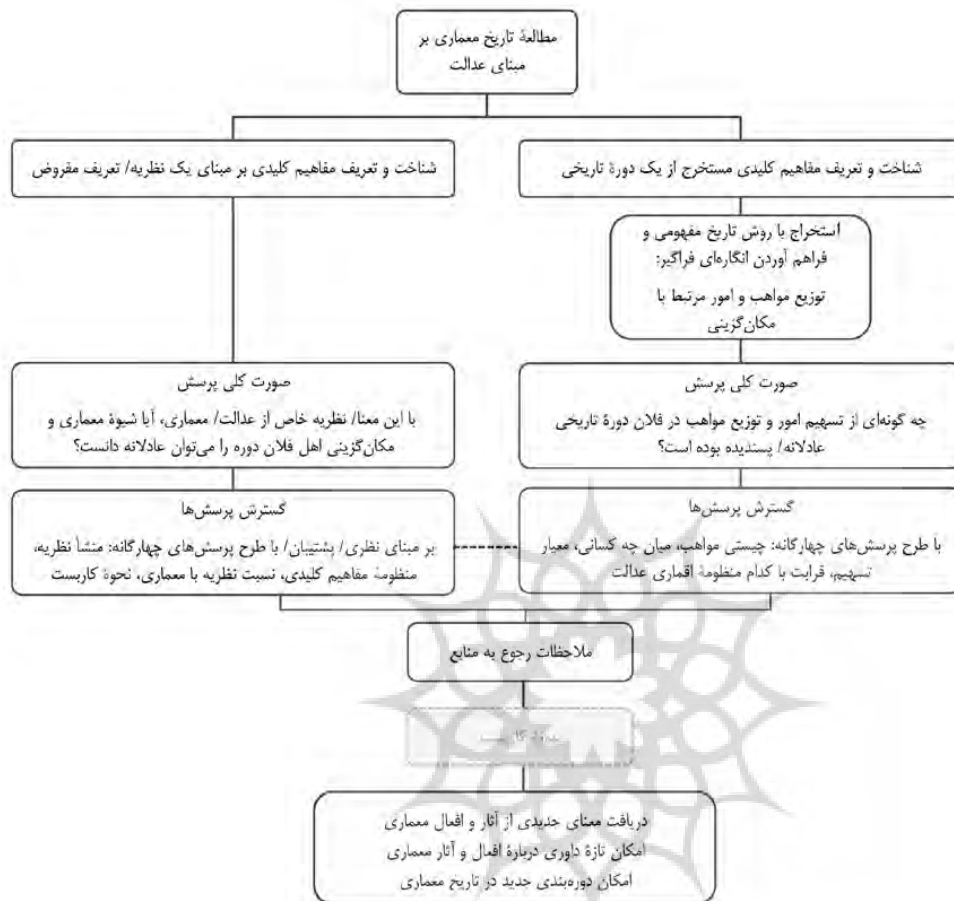 مطالعهٔ تاریخ معماری بر
مبنای عدالت
شناخت و تعریف مفاهیم کلیدی مستخرج از یک دورهٔ تاریخی
شناخت و تعریف مفاهیم کلیدی بر مبنای یک نظریه/ تعریف مفروض
استخراج با روش تاریخ مفهومی و
فراهم آوردن انگاره‌ای فراگیر:
توزیع مواهب و امور مرتبط با
مکان‌گزینی
صورت کلی پرسش
چه گونه‌ای از تسهیم امور و توزیع مواهب در فلان دورهٔ تاریخی
عادلانه/ پسندیده بوده است؟
صورت کلی پرسش
با این معنا/ نظریه خاص از عدالت/ معماری، آیا شیوهٔ معماری و
مکان‌گزینی اهل فلان دوره را می‌توان عادلانه دانست؟
گسترش پرسش‌ها
با طرح پرسش‌های چهارگانه: چیستی مواهب، میان چه کسانی، معیار
تسهیم، قرابت با کدام منظومهٔ اقماری عدالت
گسترش پرسش‌ها
بر مبنای نظری/ پشتیبان/ با طرح پرسش‌های چهارگانه: منشأ نظریه،
منظومهٔ مفاهیم کلیدی، نسبت نظریه با معماری، نحوهٔ کاربست
ملاحظات رجوع به منابع
دریافت معنای جدیدی از آثار و افعال معماری
امکان تازهٔ داوری دربارهٔ افعال و آثار معماری
امکان دوره‌بندی جدید در تاریخ معماری